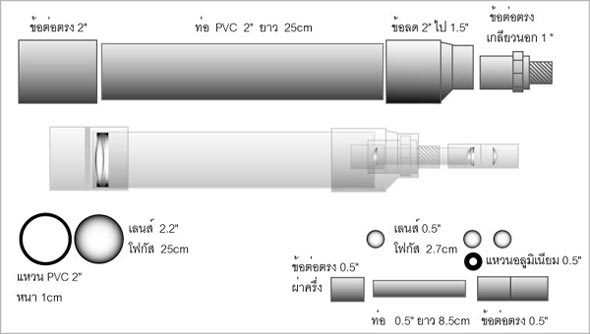 ข้อต่อตรง 2"
ท่อ PVC 2" ยาว 25cm
ข้อลด 2" ไป 1.5"
ข้อต่อตรง
เกลียวนอก 1 "
เลนส์ 2.2"
โฟกัส 25cm
แหวน PVC 2"
หนา 1cm
เลนส์ 0.5"
โฟกัส 2.7cm
แหวนอลูมิเนียม 0.5"
ข้อต่อตรง 0.5"
ผ่าครึ่ง
ท่อ 0.5" ยาว 8.5cm
ข้อต่อตรง 0.5"